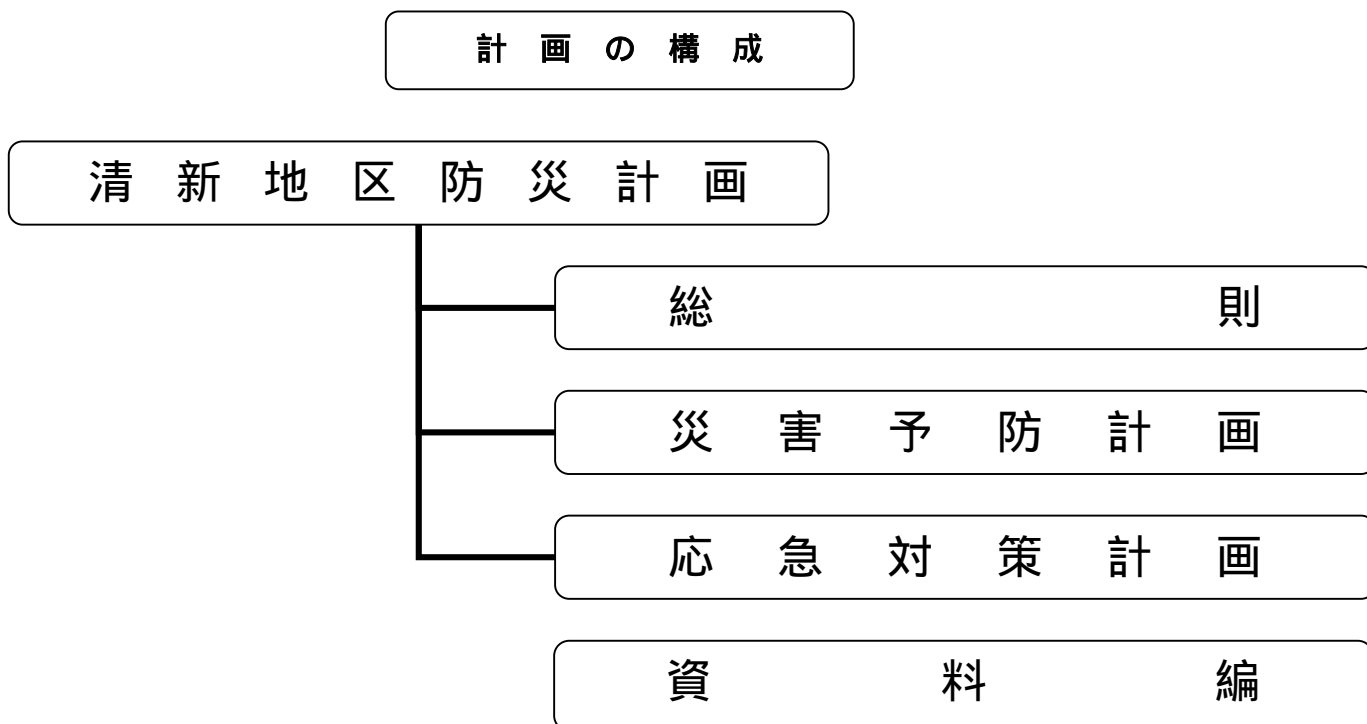 計画の構成
清新地区防災計画
総則
災害予防計画
応急対策計画
資料編